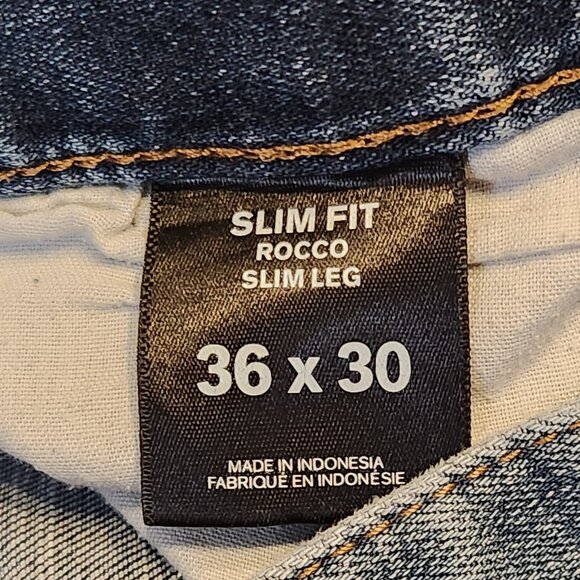 SLIM FIT
ROCCO
SLIM LEG
36 x 30
MADE IN INDONESIA
FABRIQUÉ EN INDONÉSIE